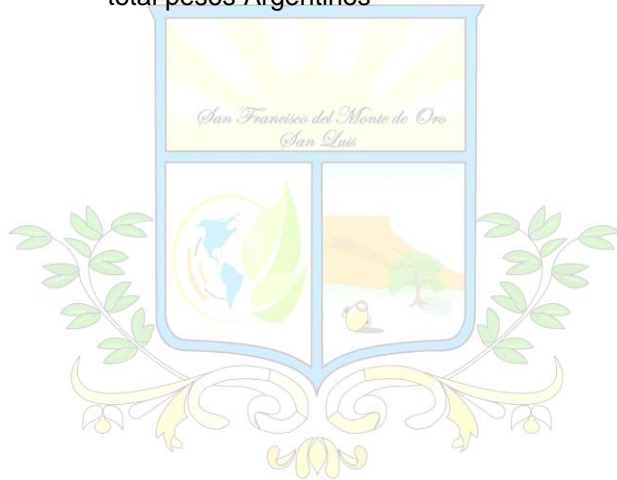 total pesos Argentinos
San Francisco del Monte de Oro
San Luis